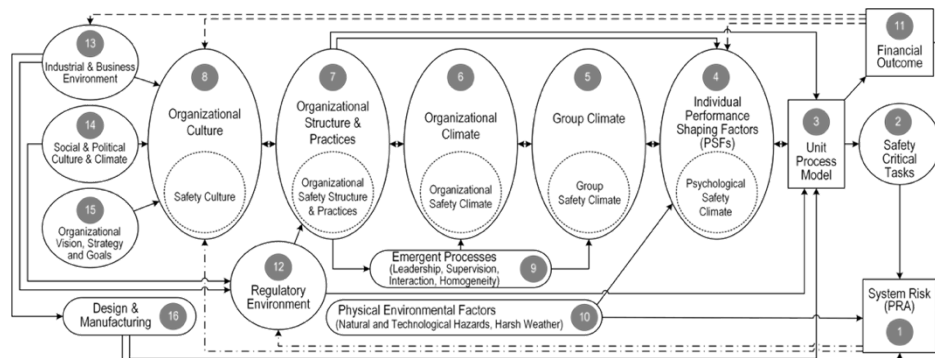 13
Industrial & Business
Environment
14
Social & Political
Culture & Climate
15
Organizational
Vision, Strategy
and Goals
8
Organizational
Culture
Safety Culture
7
Organizational
Structure &
Practices
Organizational
Safety Structure
& Practices
6
Organizational
Climate
Organizational
Safety Climate
5
Group Climate
Group
Safety Climate
4
Individual
Performance
Shaping Factors
(PSFs)
Psychological
Safety
Climate
3
Unit
Process
Model
11
Financial
Outcome
2
Safety
Critical
Tasks
Emergent Processes
(Leadership, Supervision,
Interaction, Homogeneity)
9
12
Regulatory
Environment
Physical Environmental Factors
(Natural and Technological Hazards, Harsh Weather)
10
Design &
Manufacturing
16
System Risk
(PRA)
1